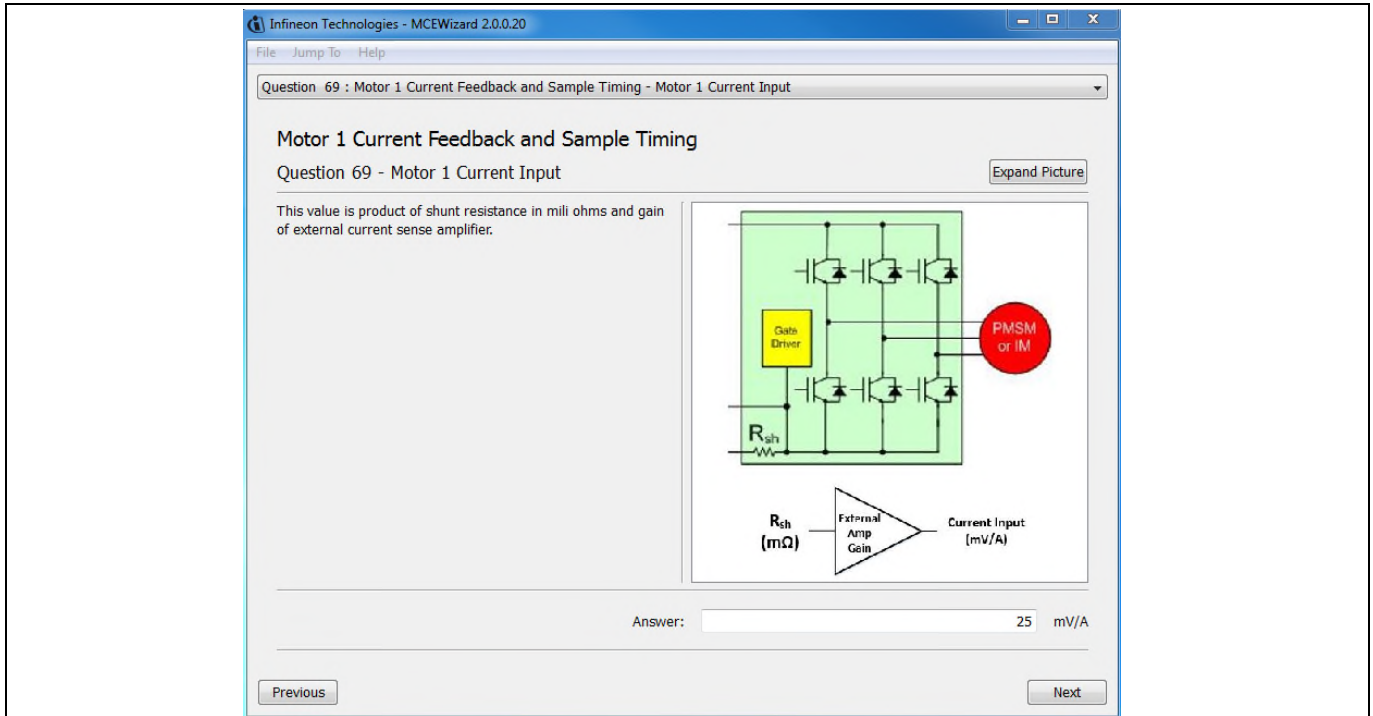 Infineon Technologies - MCEWizard 2.0.0.20
File Jump To Help
Question 69 : Motor 1 Current Feedback and Sample Timing - Motor 1 Current Input
Motor 1 Current Feedback and Sample Timing
Question 69 - Motor 1 Current Input
Expand Picture
This value is product of shunt resistance in mili ohms and gain
of external current sense amplifier.
Gate
Driver
PMSM
or IM
Rsh
Rsh
(mΩ)
External
Amp
Gain
Current Input
(mV/A)
Answer:
25 mV/A
Previous
Next